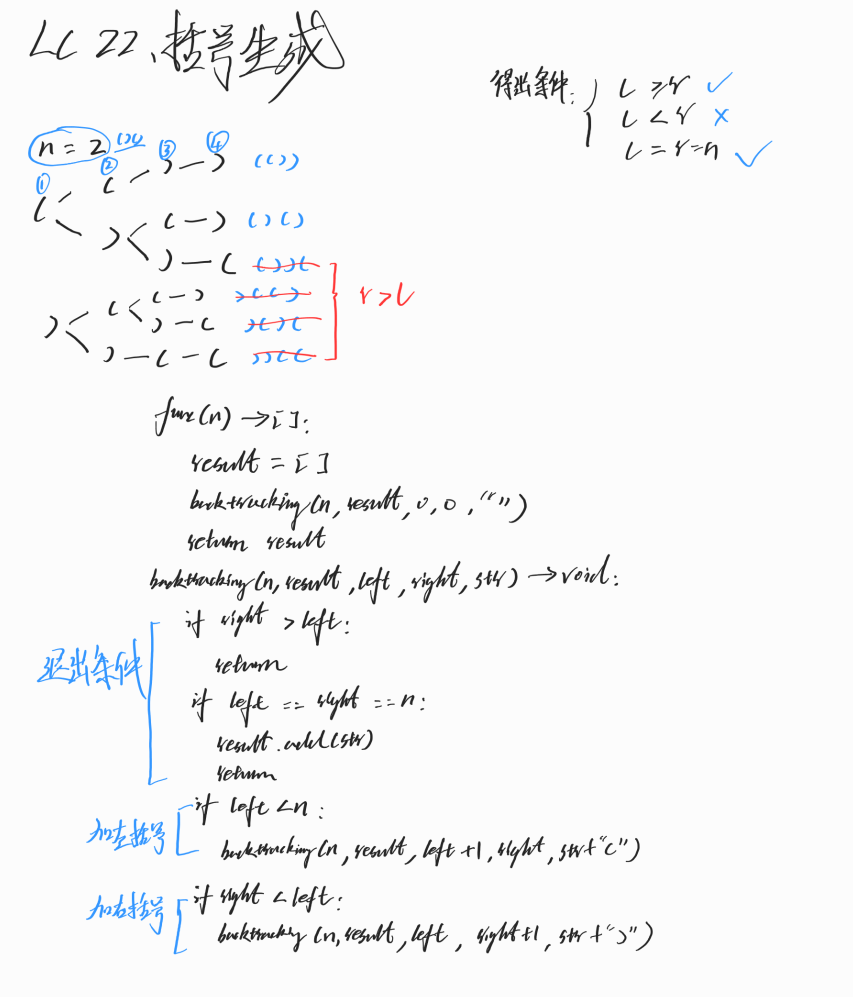 LC 22、括号生成
得出条件: l ≥ r ✓
l < r ×
l = r = n ✓
n = 2
① ② ③ ④
( ( ) ) (())
( ) ( ) ()()
) ( ())(
) ( ( ) )(()
) ( )()(
) ( ( ))((
r > l
func(n) → []:
result = []
backtracking(n, result, 0, 0, "")
return result
backtracking(n, result, left, right, str) → void:
if right > left:
退出条件
return
if left == right == n:
result.add(str)
return
if left < n:
加左括号
backtracking(n, result, left +1, right, str+"(")
if right < left:
加右括号
backtracking(n, result, left, right+1, str+")")